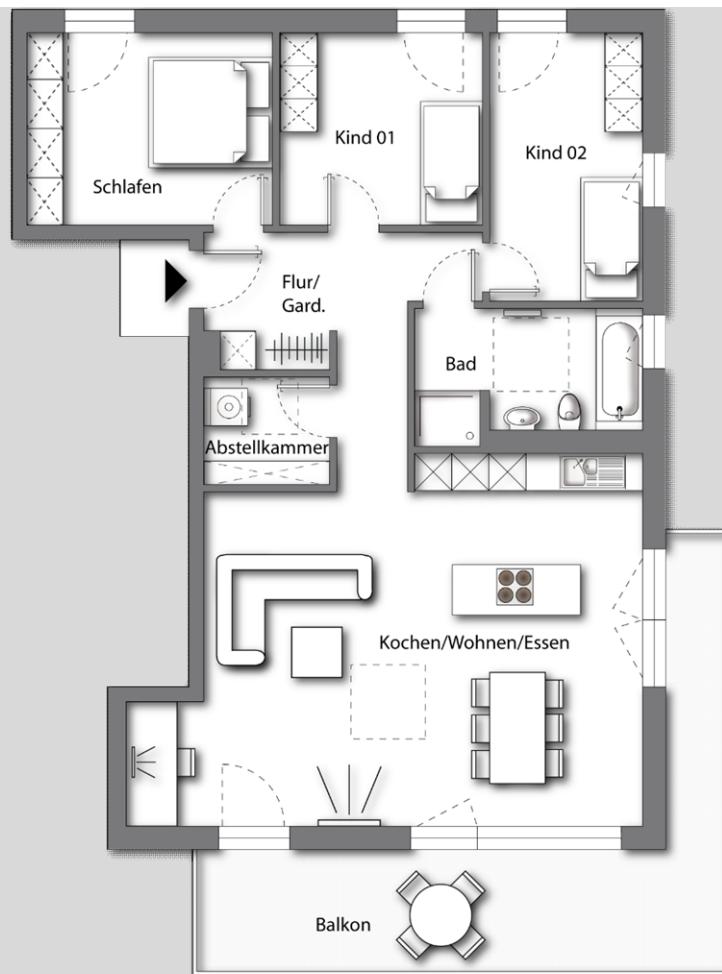 Kind 01
Kind 02
Schlafen
Flur/
Gard.
Bad
Abstellkammer
Kochen/Wohnen/Essen
Balkon